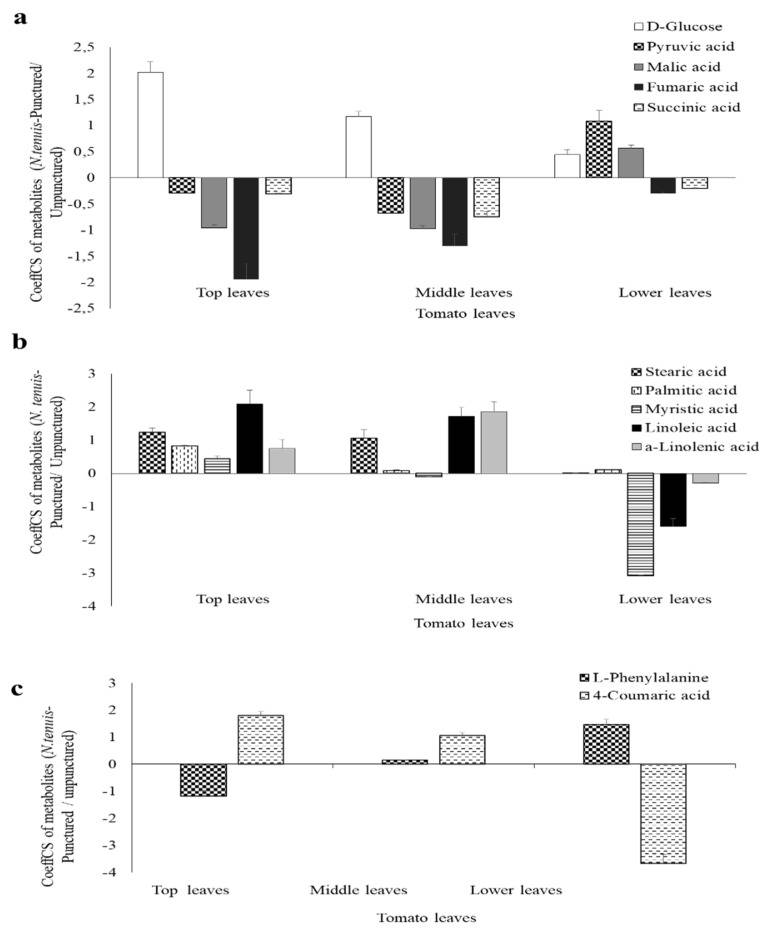 a
D-Glucose
Pyruvic acid
Malic acid
Fumaric acid
Succinic acid
CoeffCS of metabolites (N.tenuis-Punctured/
Unpunctured)
2,5
2
1,5
1
0,5
0
-0,5
-1
-1,5
-2
-2,5
Top leaves
Middle leaves
Lower leaves
Tomato leaves
b
Stearic acid
Palmitic acid
Myristic acid
Linoleic acid
a-Linolenic acid
CoeffCS of metabolites (N. tenuis-
Punctured/ Unpunctured)
3
2
1
0
-1
-2
-3
-4
Top leaves
Middle leaves
Lower leaves
Tomato leaves
c
L-Phenylalanine
4-Coumaric acid
CoeffCS of metabolites (N.tenuis-
Punctured / unpunctured)
3
2
1
0
-1
-2
-3
-4
Top leaves
Middle leaves
Lower leaves
Tomato leaves